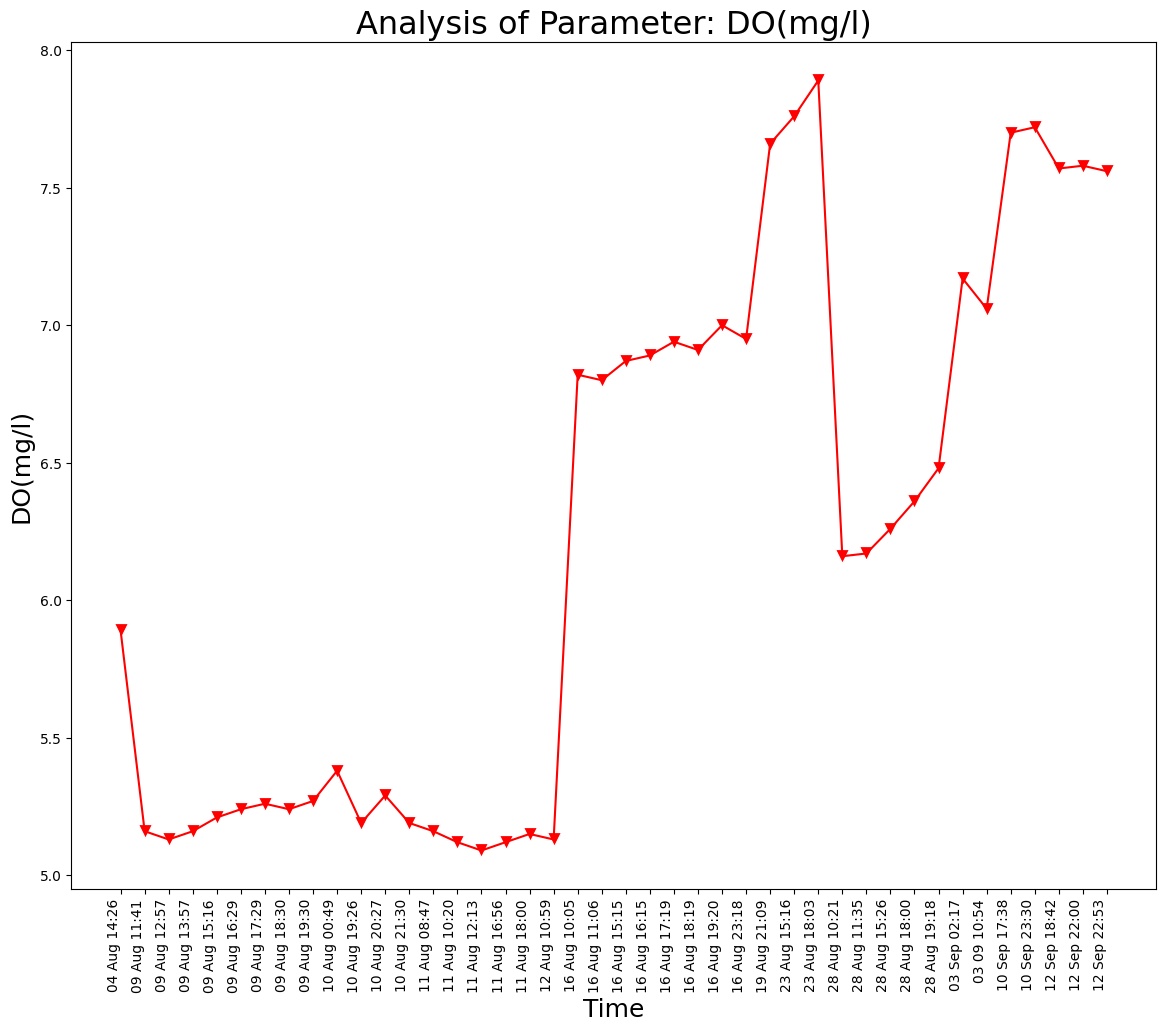 Analysis of Parameter: DO(mg/l)
8.0
7.5
7.0
6.5
6.0
5.5
5.0
DO(mg/l)
04 Aug 14:26
09 Aug 11:41
09 Aug 12:57
09 Aug 13:57
09 Aug 15:16
09 Aug 16:29
09 Aug 17:29
09 Aug 18:30
09 Aug 19:30
10 Aug 00:49
10 Aug 19:26
10 Aug 20:27
10 Aug 21:30
11 Aug 08:47
11 Aug 10:20
11 Aug 12:13
11 Aug 16:56
11 Aug 18:00
12 Aug 10:59
16 Aug 10:05
16 Aug 11:06
16 Aug 15:15
16 Aug 16:15
16 Aug 17:19
16 Aug 18:19
16 Aug 19:20
16 Aug 23:18
19 Aug 21:09
23 Aug 15:16
23 Aug 18:03
28 Aug 10:21
28 Aug 11:35
28 Aug 15:26
28 Aug 18:00
28 Aug 19:18
03 Sep 02:17
03 09 10:54
10 Sep 17:38
10 Sep 23:30
12 Sep 18:42
12 Sep 22:00
12 Sep 22:53
Time